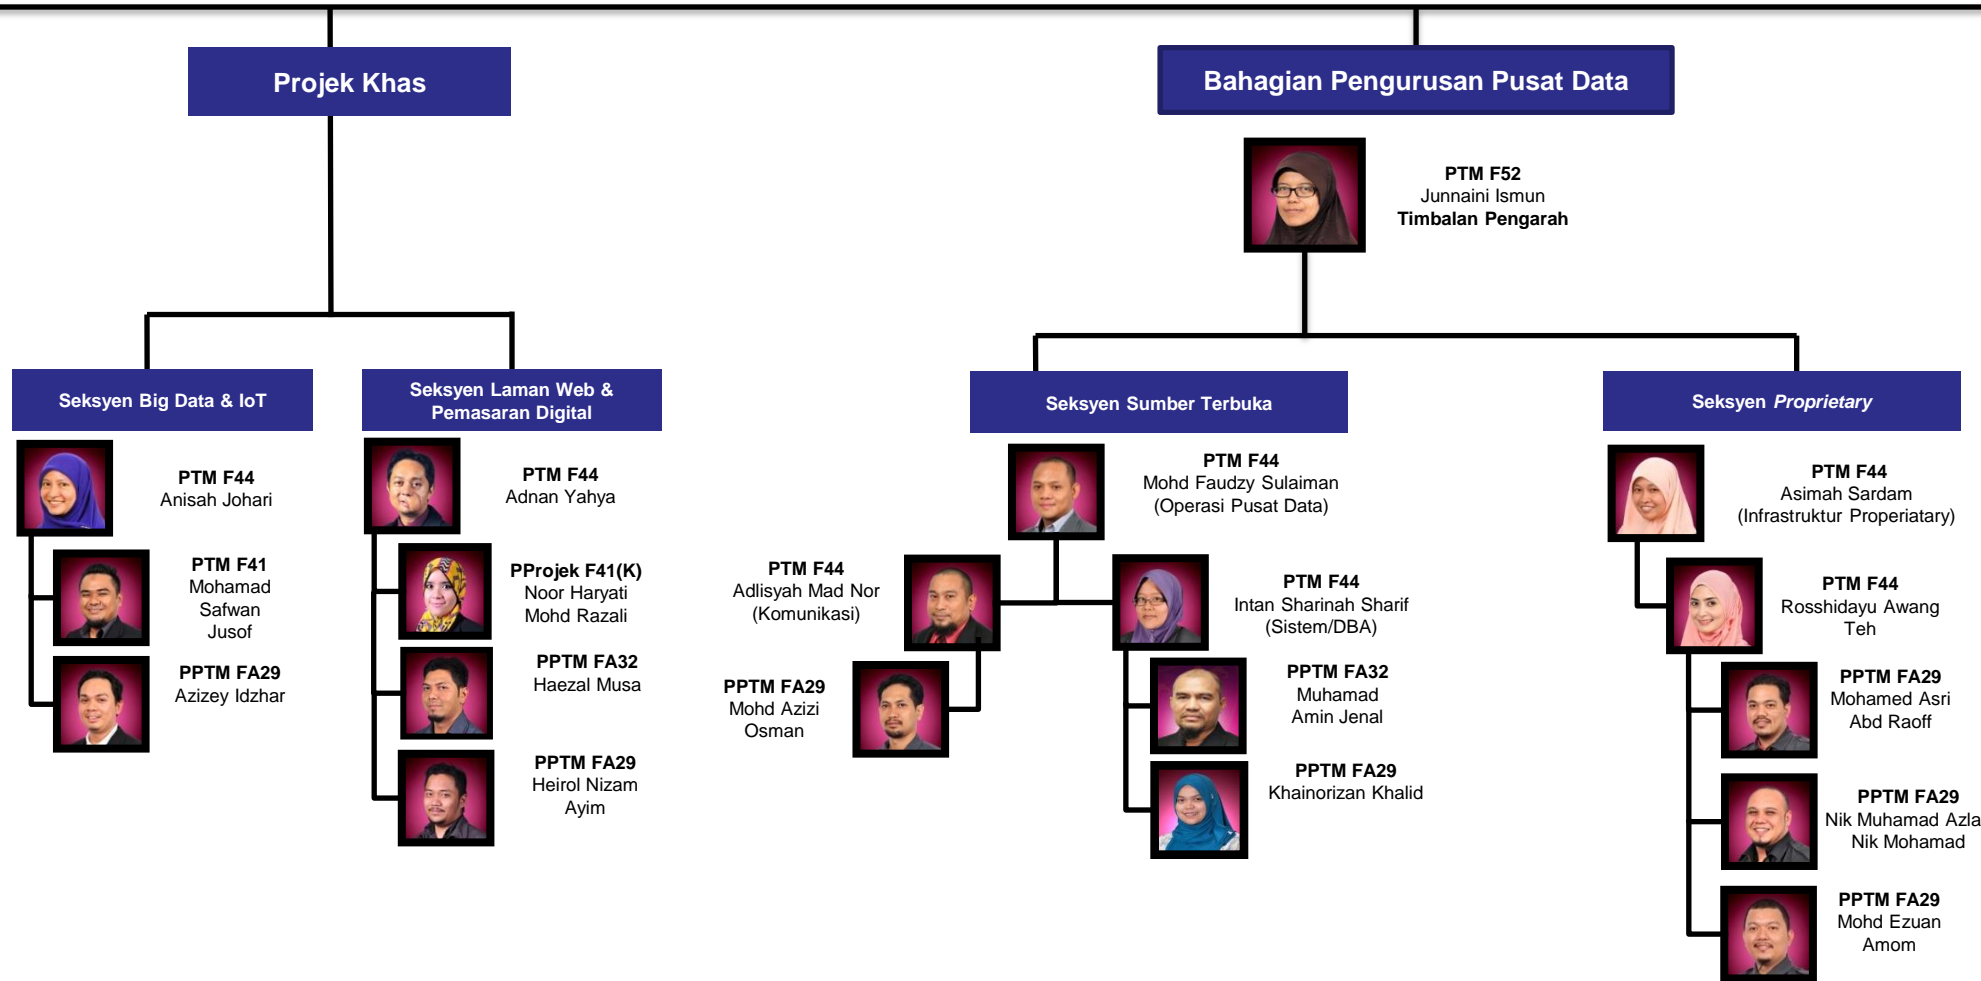 Projek Khas
Bahagian Pengurusan Pusat Data
PTM F52
Junnaini Ismun
Timbalan Pengarah
Seksyen Big Data & IoT
PTM F44
Anisah Johari
PTM F41
Mohamad
Safwan
Jusof
PPTM FA29
Azizey Idzhar
Seksyen Laman Web &
Pemasaran Digital
PTM F44
Adnan Yahya
PProjek F41(K)
Noor Haryati
Mohd Razali
PPTM FA32
Haezal Musa
PPTM FA29
Heirol Nizam
Ayim
Seksyen Sumber Terbuka
PTM F44
Mohd Faudzy Sulaiman
(Operasi Pusat Data)
PTM F44
Adlisyah Mad Nor
(Komunikasi)
PPTM FA29
Mohd Azizi
Osman
PTM F44
Intan Sharinah Sharif
(Sistem/DBA)
PPTM FA32
Muhamad
Amin Jenal
PPTM FA29
Khainorizan Khalid
Seksyen Proprietary
PTM F44
Asimah Sardam
(Infrastruktur Properiatary)
PTM F44
Rosshidayu Awang
Teh
PPTM FA29
Mohamed Asri
Abd Raoff
PPTM FA29
Nik Muhamad Azla
Nik Mohamad
PPTM FA29
Mohd Ezuan
Amom